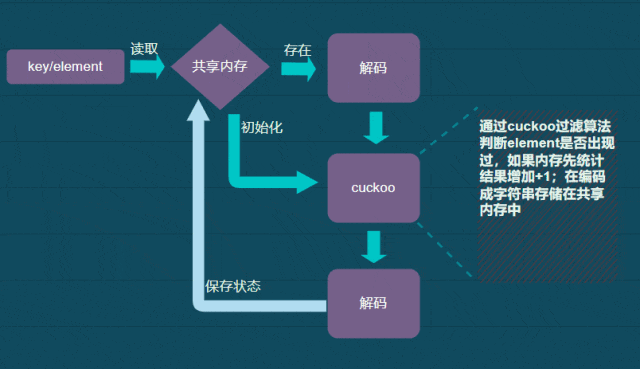 key/element
读取
共享内存
存在
解码
初始化
cuckoo
通过cuckoo过滤算法
判断element是否出现
过，如果内存先统计
结果增加+1；在编码
成字符串存储在共享
内存中
保存状态
解码